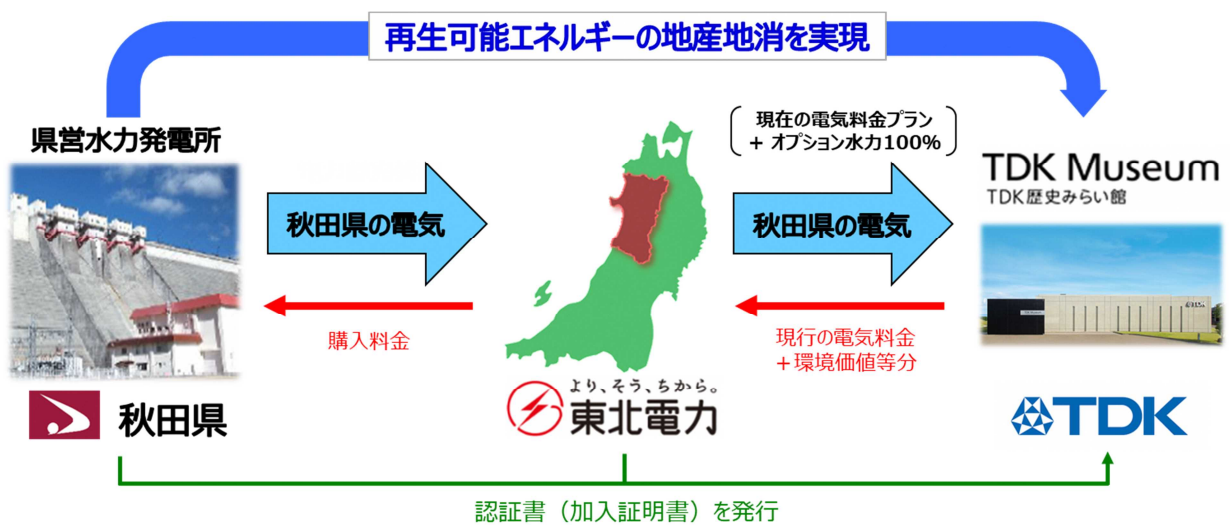 再生可能エネルギーの地産地消を実現
県営水力発電所
現在の電気料金プラン
+ オプション水力100%
TDK Museum
TDK歴史みらい館
秋田県の電気
秋田県の電気
購入料金
現行の電気料金
+環境価値等分
秋田県
より、そう、ちから。
東北電力
TDK
認証書（加入証明書）を発行